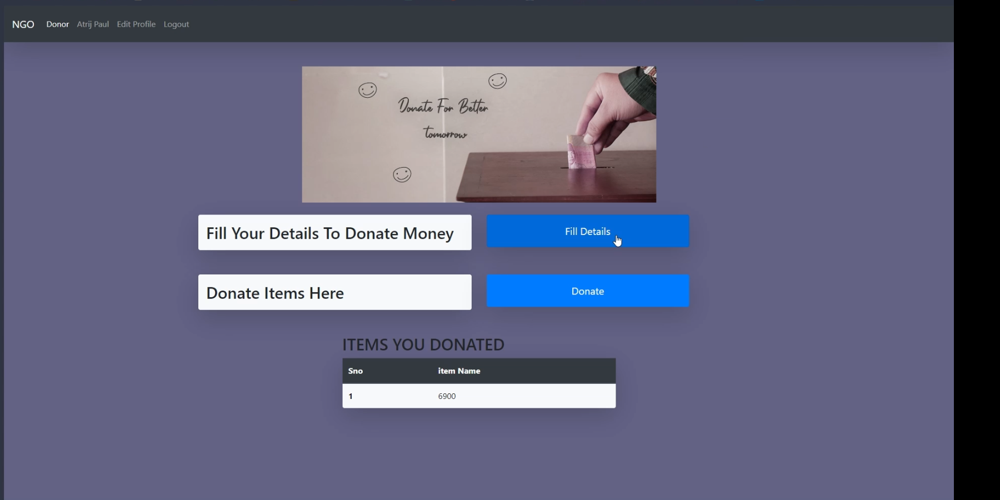 NGO Donor Atrij Paul Edit Profile Logout
Donate For Better
tomorrow
Fill Your Details To Donate Money
Fill Details
Donate Items Here
Donate
ITEMS YOU DONATED
Sno item Name
1 6900